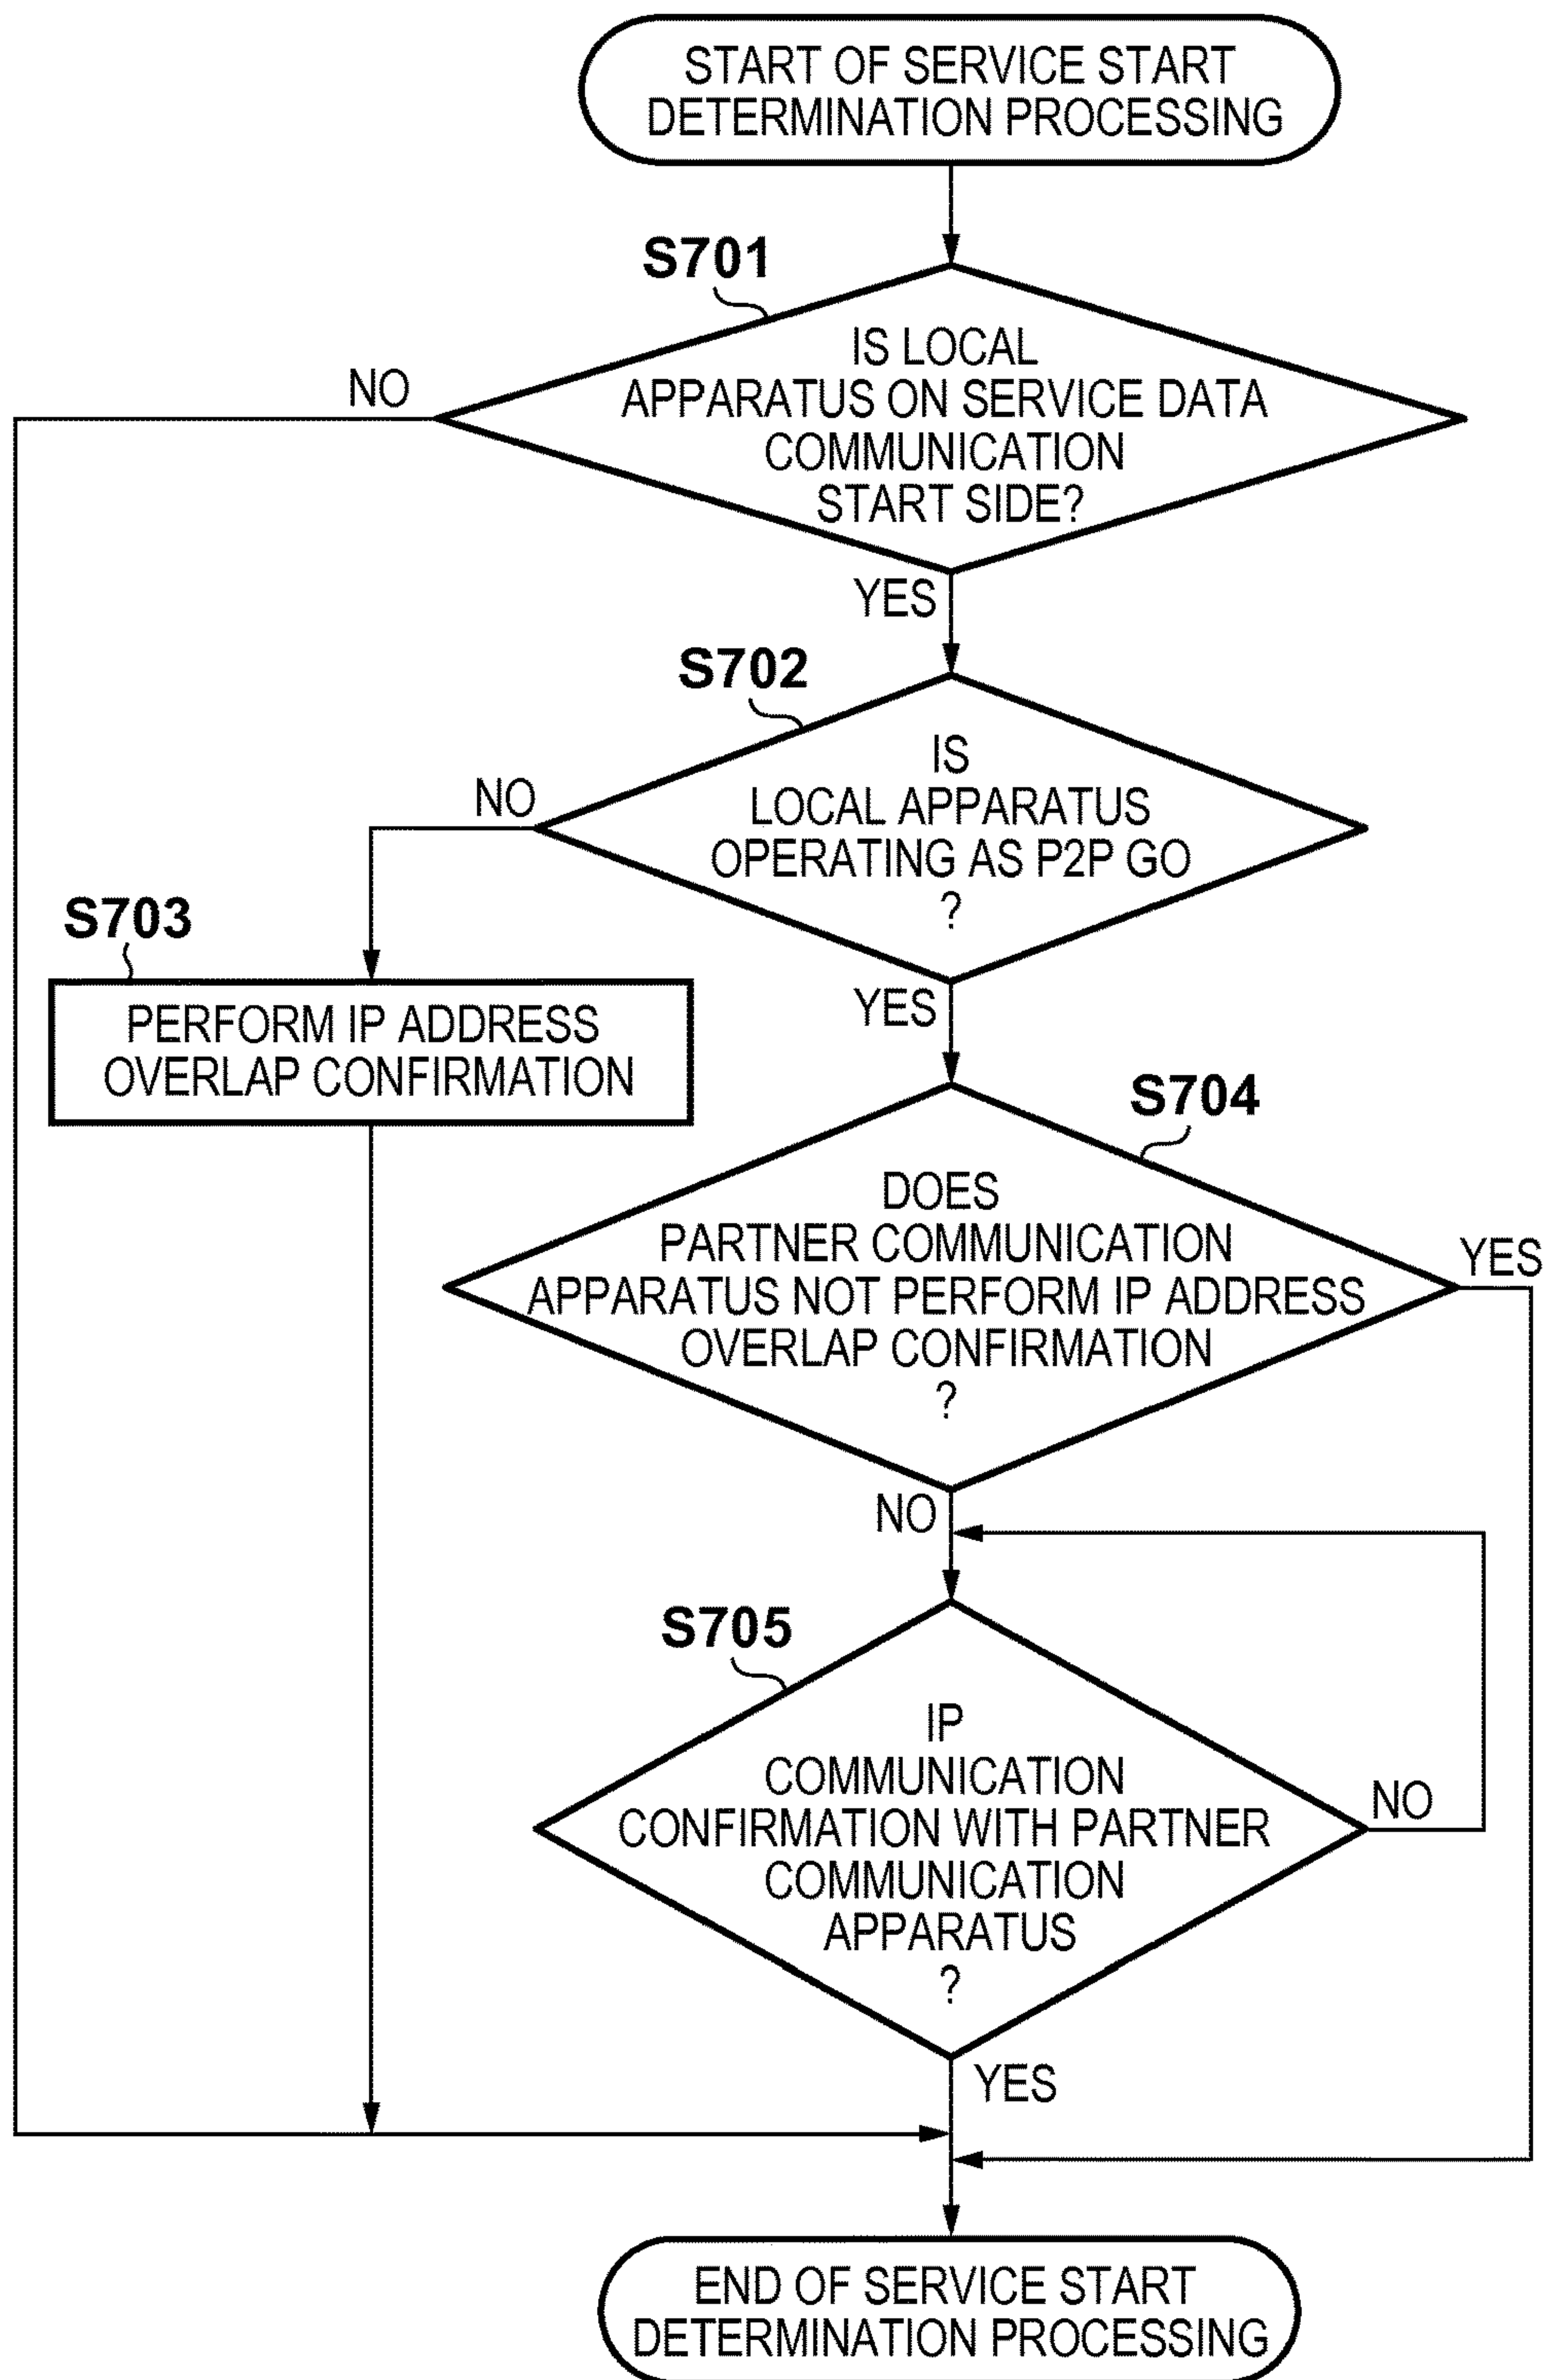 START OF SERVICE START
DETERMINATION PROCESSING
S701
IS LOCAL
APPARATUS ON SERVICE DATA
COMMUNICATION
START SIDE?
NO
YES
S702
IS
LOCAL APPARATUS
OPERATING AS P2P GO
?
NO
YES
S703
PERFORM IP ADDRESS
OVERLAP CONFIRMATION
S704
DOES
PARTNER COMMUNICATION
APPARATUS NOT PERFORM IP ADDRESS
OVERLAP CONFIRMATION
?
YES
NO
S705
IP
COMMUNICATION
CONFIRMATION WITH PARTNER
COMMUNICATION
APPARATUS
?
NO
YES
END OF SERVICE START
DETERMINATION PROCESSING